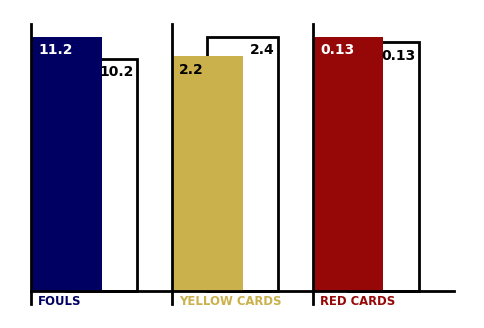 11.2
10.2
2.2
2.4
0.13
0.13
FOULS
YELLOW CARDS
RED CARDS